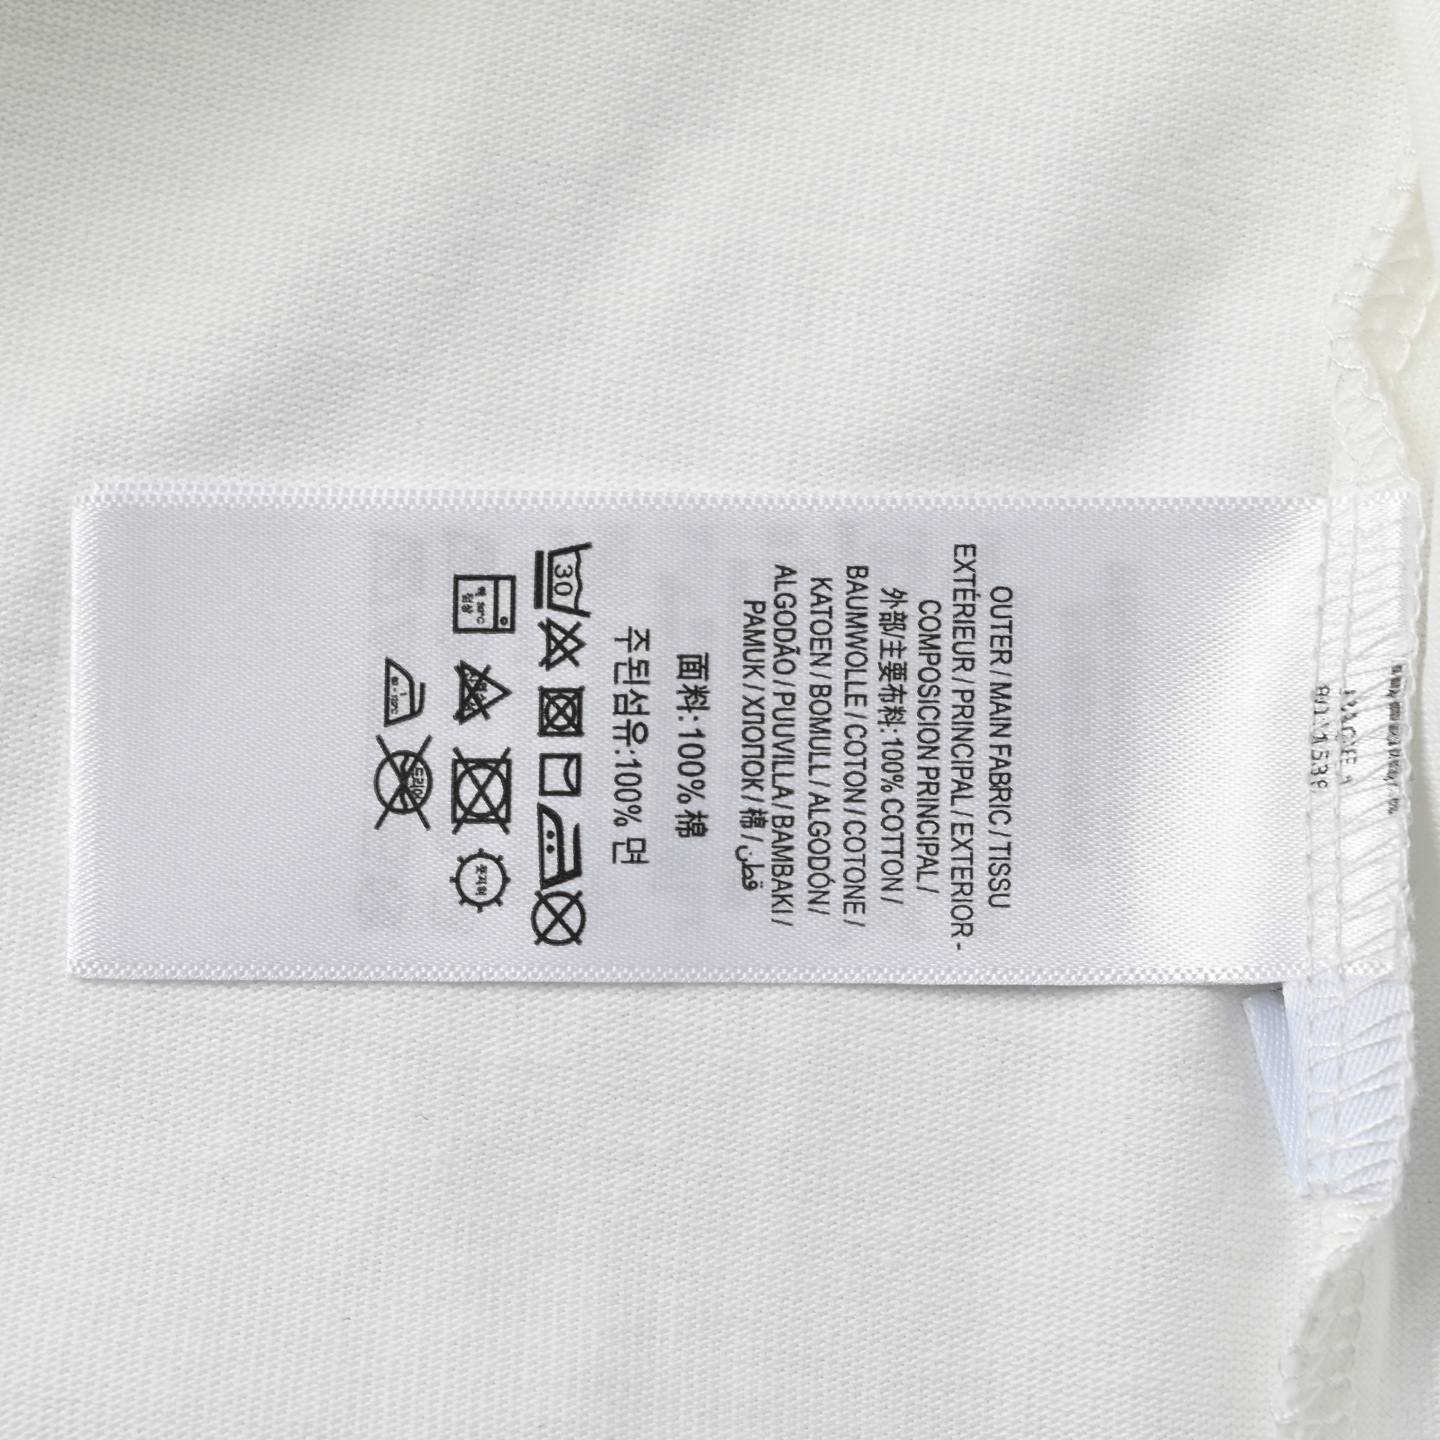 OUTER / MAIN FABRIC / TISSU
EXTÉRIEUR / PRINCIPAL / EXTERIOR -
COMPOSICION PRINCIPAL /
外部/主要布料:100% COTTON /
BAUMWOLLE / COTON / COTONE /
KATOEN / BOMULL / ALGODÓN /
ALGODÃO / PUUVILLA / BAMBAKI /
PAMUK / ХЛОПОК / 棉 / قطن
面料:100% 棉
주된섬유:100% 면
30